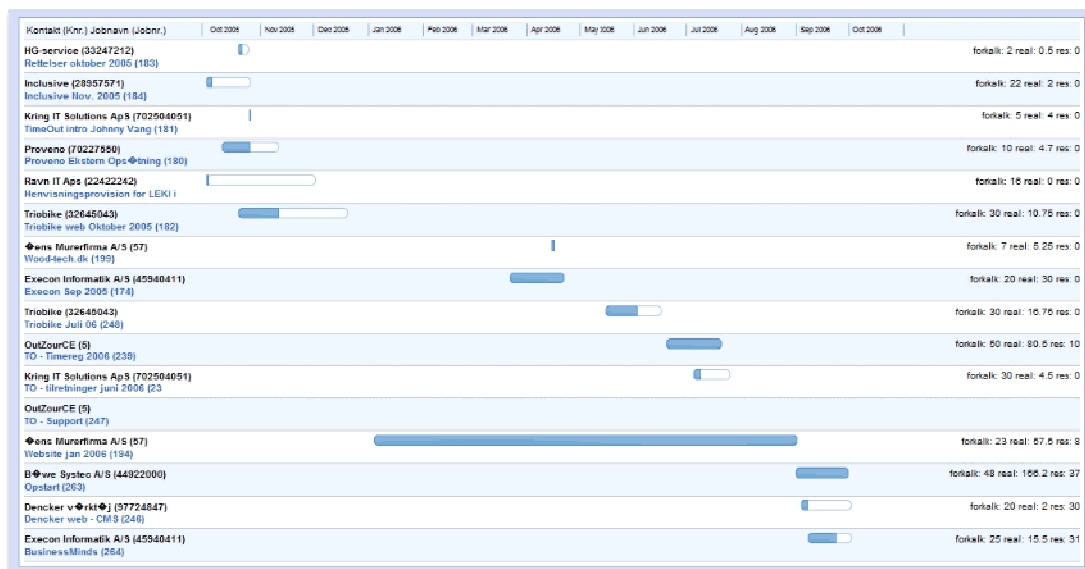 Kontakt (Knr.) Jobnavn (Jobnr.) Oct 2005 Nov 2005 Dec 2005 Jan 2006 Feb 2006 Mar 2006 Apr 2006 May 2006 Jun 2006 Jul 2006 Aug 2006 Sep 2006 Oct 2006
HG-service (33247212) forkalk: 2 real: 0.5 res: 0
Rettelser oktober 2005 (183)
Inclusive (28957571) forkalk: 22 real: 2 res: 0
Inclusive Nov. 2005 (184)
Kring IT Solutions ApS (702504051) forkalk: 5 real: 4 res: 0
TimeOut intro Johnny Vang (181)
Proveno (70227550) forkalk: 10 real: 4.7 res: 0
Proveno Ekstern Ops�tning (180)
Ravn IT Aps (22422242) forkalk: 16 real: 0 res: 0
Henvisningsprovision for LEKI i
Triobike (32645043) forkalk: 30 real: 10.75 res: 0
Triobike web Oktober 2005 (182)
�ens Murerfirma A/S (57) forkalk: 7 real: 5.25 res: 0
Wood-tech.dk (199)
Execon Informatik A/S (45940411) forkalk: 20 real: 30 res: 0
Execon Sep 2005 (174)
Triobike (32645043) forkalk: 30 real: 16.75 res: 0
Triobike Juli 06 (248)
OutZourCE (5) forkalk: 50 real: 80.5 res: 10
TO - Timereg 2006 (239)
Kring IT Solutions ApS (702504051) forkalk: 30 real: 4.5 res: 0
TO - tilretninger juni 2006 (23
OutZourCE (5)
TO - Support (247)
�ens Murerfirma A/S (57) forkalk: 23 real: 57.5 res: 8
Website jan 2006 (194)
B�we Systec A/S (44922000) forkalk: 48 real: 166.2 res: 37
Opstart (263)
Dencker v�rkt�j (97724847) forkalk: 20 real: 2 res: 30
Dencker web - CMS (246)
Execon Informatik A/S (45940411) forkalk: 25 real: 15.5 res: 31
BusinessMinds (264)